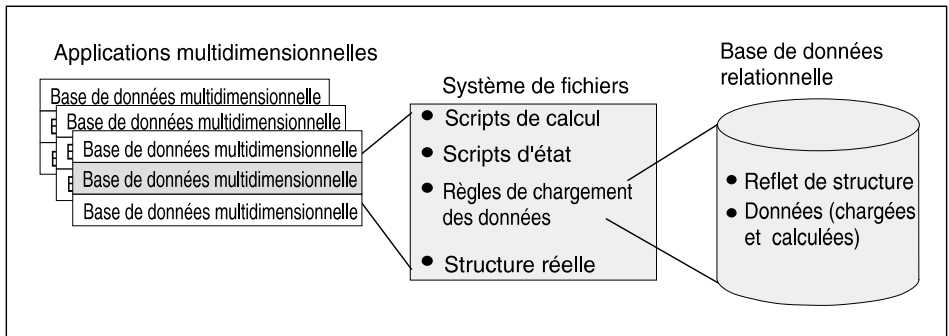 Applications multidimensionnelles
Base de données multidimensionnelle
Base de données multidimensionnelle
Base de données multidimensionnelle
Base de données multidimensionnelle
Base de données multidimensionnelle
Système de fichiers
• Scripts de calcul
• Scripts d'état
• Règles de chargement
des données
• Structure réelle
Base de données
relationnelle
• Reflet de structure
• Données (chargées
et calculées)